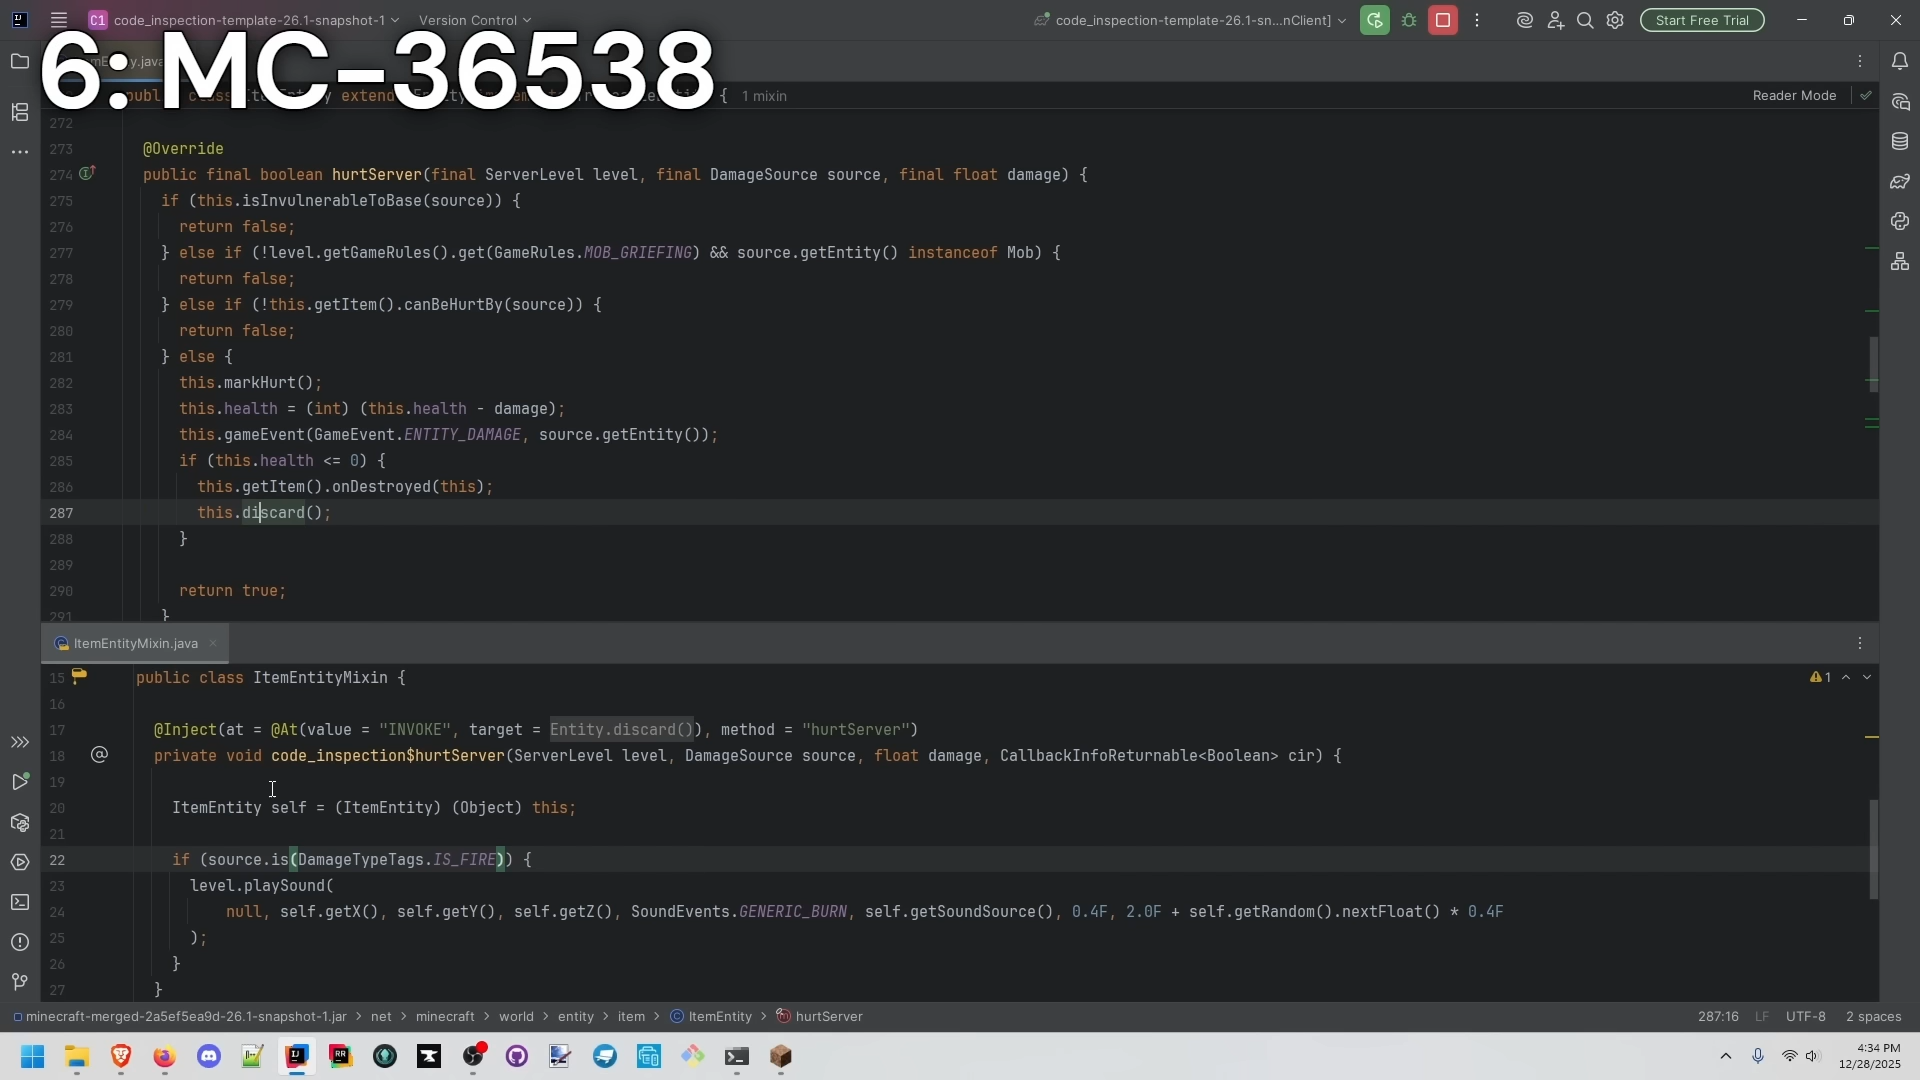 C1 code_inspection-template-26.1-snapshot-1 Version Control code_inspection-template-26.1-sn...nClient] Start Free Trial
6: MC-36538
1 mixin Reader Mode
272
273 @Override
274 public final boolean hurtServer(final ServerLevel level, final DamageSource source, final float damage) {
275 if (this.isInvulnerableToBase(source)) {
276 return false;
277 } else if (!level.getGameRules().get(GameRules.MOB_GRIEFING) && source.getEntity() instanceof Mob) {
278 return false;
279 } else if (!this.getItem().canBeHurtBy(source)) {
280 return false;
281 } else {
282 this.markHurt();
283 this.health = (int) (this.health - damage);
284 this.gameEvent(GameEvent.ENTITY_DAMAGE, source.getEntity());
285 if (this.health <= 0) {
286 this.getItem().onDestroyed(this);
287 this.discard();
288 }
289
290 return true;
291 }
ItemEntityMixin.java
15 public class ItemEntityMixin { 1
16
17 @Inject(at = @At(value = "INVOKE", target = Entity.discard()), method = "hurtServer")
18 private void code_inspection$hurtServer(ServerLevel level, DamageSource source, float damage, CallbackInfoReturnable<Boolean> cir) {
19
20 ItemEntity self = (ItemEntity) (Object) this;
21
22 if (source.is(DamageTypeTags.IS_FIRE)) {
23 level.playSound(
24 null, self.getX(), self.getY(), self.getZ(), SoundEvents.GENERIC_BURN, self.getSoundSource(), 0.4F, 2.0F + self.getRandom().nextFloat() * 0.4F
25 );
26 }
27 }
minecraft-merged-2a5ef5ea9d-26.1-snapshot-1.jar > net > minecraft > world > entity > item > ItemEntity > hurtServer 287:16 LF UTF-8 2 spaces
4:34 PM
12/28/2025